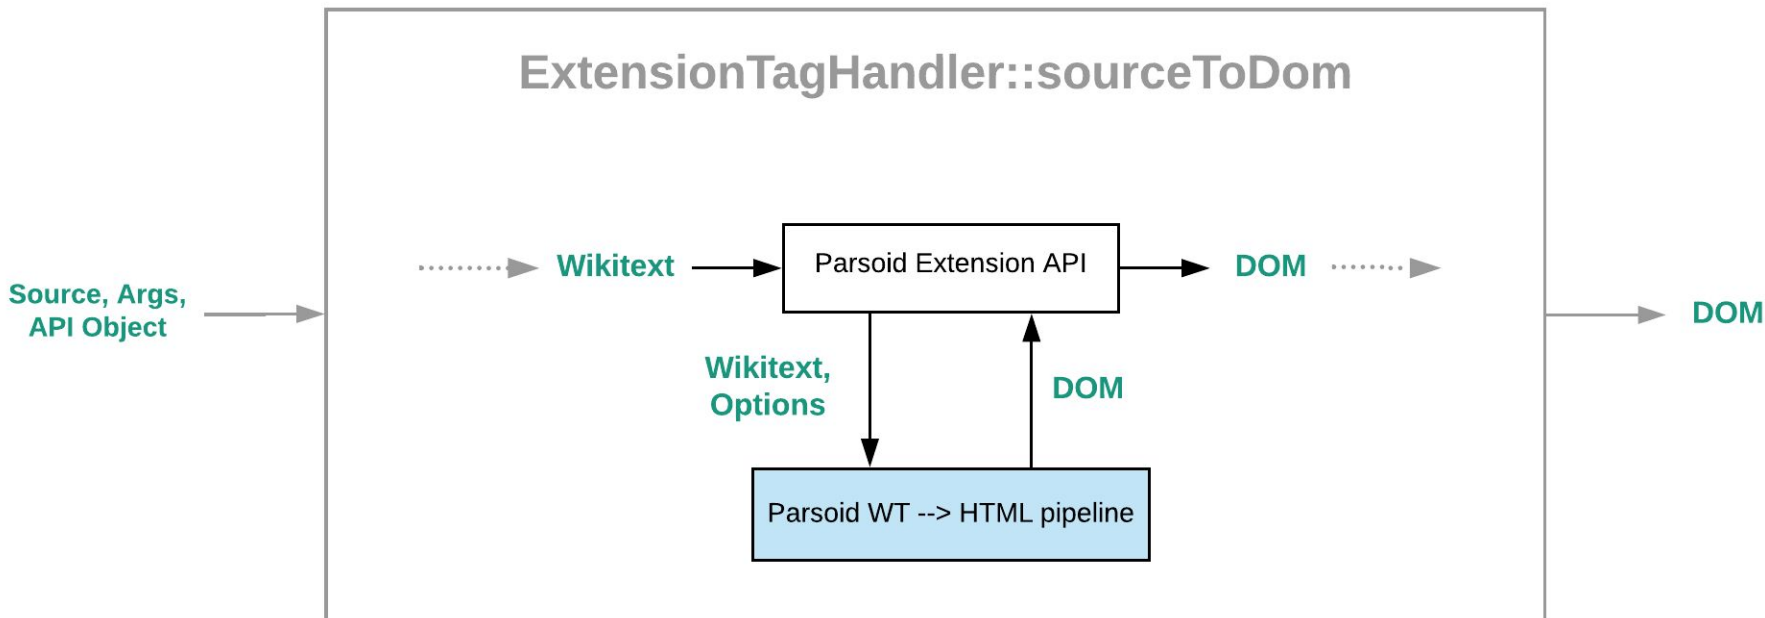 ExtensionTagHandler::sourceToDom
Wikitext
Parsoid Extension API
DOM
Source, Args,
API Object
DOM
Wikitext,
Options
DOM
Parsoid WT --> HTML pipeline